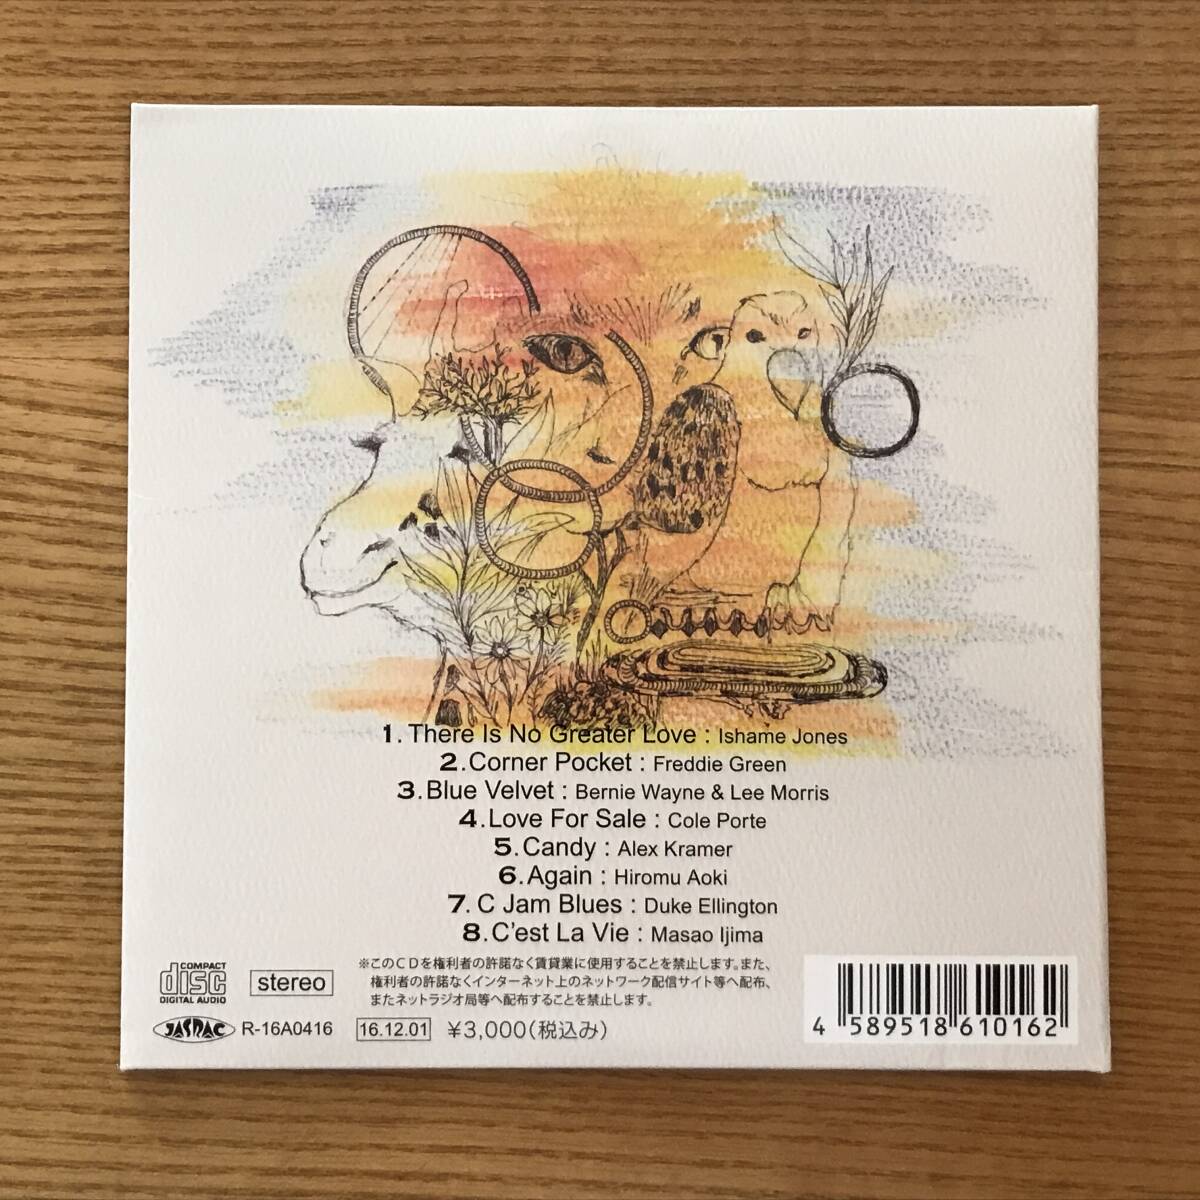 1. There Is No Greater Love : Ishame Jones
2. Corner Pocket : Freddie Green
3. Blue Velvet : Bernie Wayne & Lee Morris
4. Love For Sale : Cole Porte
5. Candy : Alex Kramer
6. Again : Hiromu Aoki
7. C Jam Blues : Duke Ellington
8. C'est La Vie : Masao Ijima
※このCDを権利者の許諾なく賃貸業に使用することを禁止します。また、
権利者の許諾なくインターネット上のネットワーク配信サイト等へ配布、
またネットラジオ局等へ配布することを禁止します。
COMPACT
disc
DIGITAL AUDIO
stereo
JASRAC R-16A0416 16.12.01 ¥3,000(税込み)
4 589518 610162